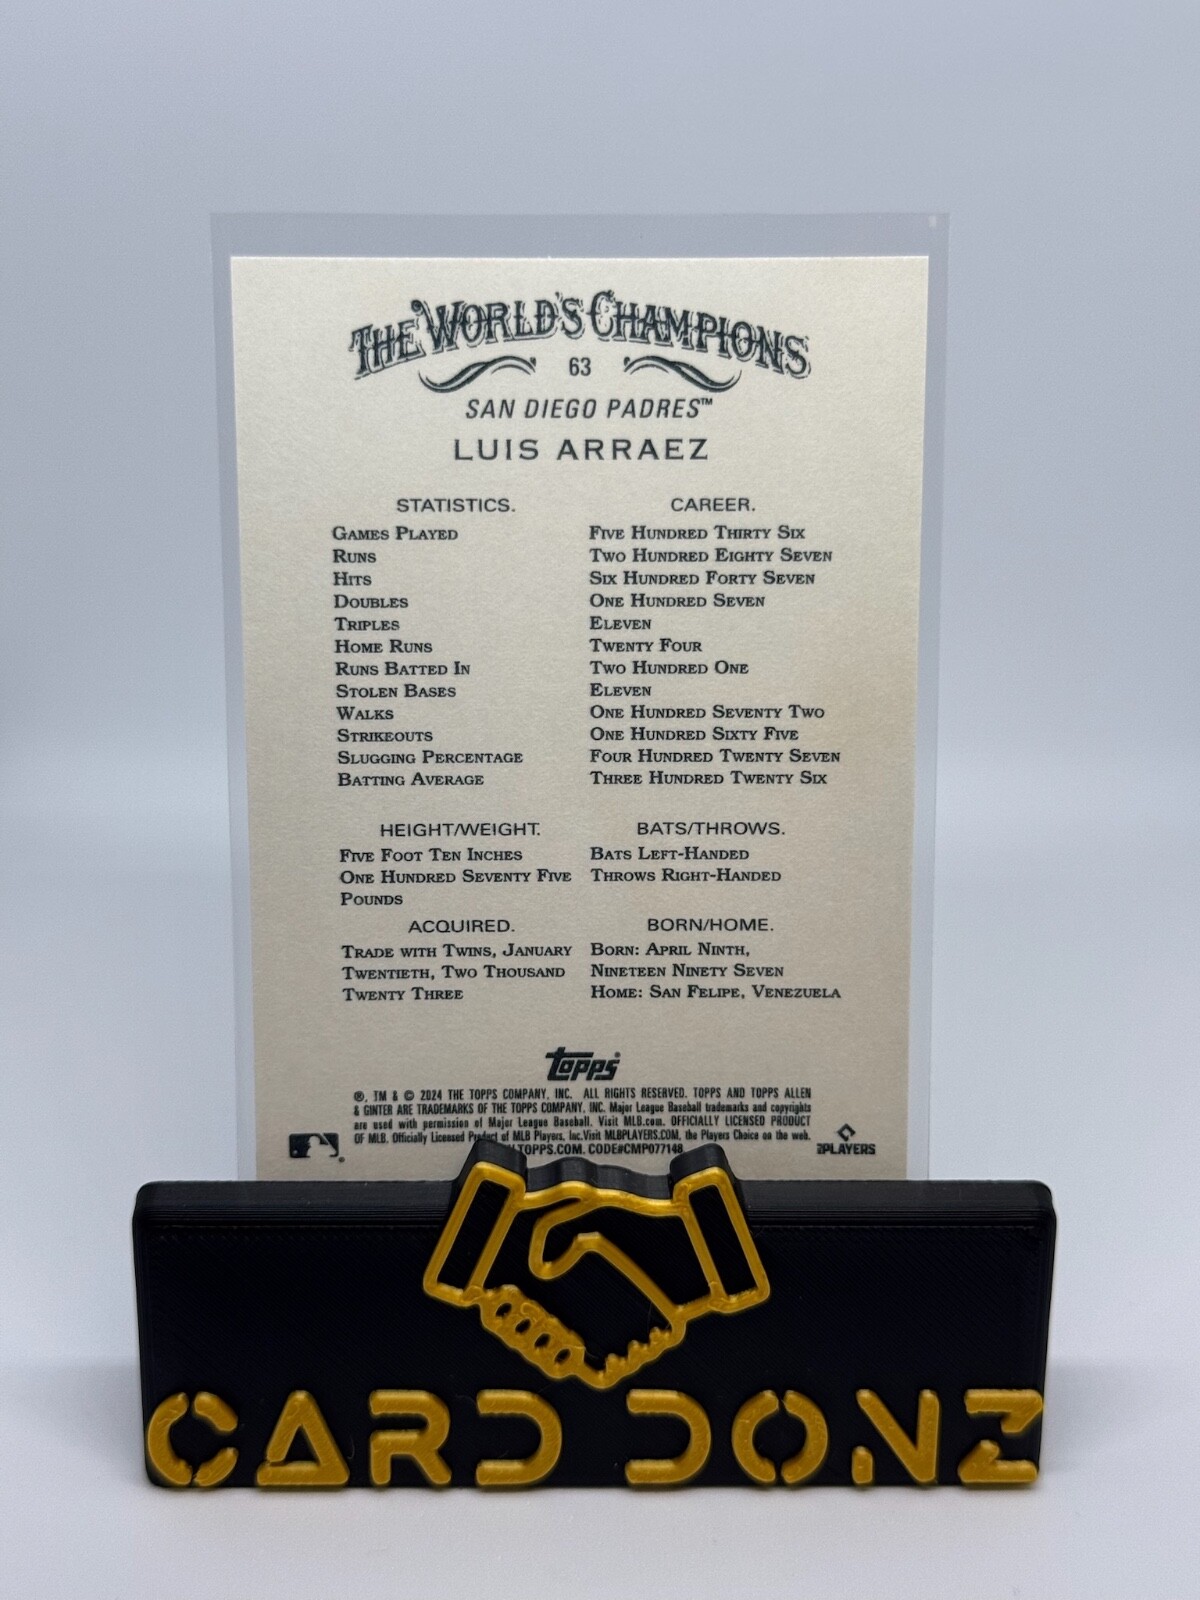 THE WORLD'S CHAMPIONS
63
SAN DIEGO PADRES™
LUIS ARRAEZ
STATISTICS. CAREER.
GAMES PLAYED FIVE HUNDRED THIRTY SIX
RUNS TWO HUNDRED EIGHTY SEVEN
HITS SIX HUNDRED FORTY SEVEN
DOUBLES ONE HUNDRED SEVEN
TRIPLES ELEVEN
HOME RUNS TWENTY FOUR
RUNS BATTED IN TWO HUNDRED ONE
STOLEN BASES ELEVEN
WALKS ONE HUNDRED SEVENTY TWO
STRIKEOUTS ONE HUNDRED SIXTY FIVE
SLUGGING PERCENTAGE FOUR HUNDRED TWENTY SEVEN
BATTING AVERAGE THREE HUNDRED TWENTY SIX
HEIGHT/WEIGHT. BATS/THROWS.
FIVE FOOT TEN INCHES BATS LEFT-HANDED
ONE HUNDRED SEVENTY FIVE THROWS RIGHT-HANDED
POUNDS
ACQUIRED. BORN/HOME.
TRADE WITH TWINS, JANUARY BORN: APRIL NINTH,
TWENTIETH, TWO THOUSAND NINETEEN NINETY SEVEN
TWENTY THREE HOME: SAN FELIPE, VENEZUELA
Topps®
®, TM & © 2024 THE TOPPS COMPANY, INC. ALL RIGHTS RESERVED. TOPPS AND TOPPS ALLEN
& GINTER ARE TRADEMARKS OF THE TOPPS COMPANY, INC. Major League Baseball trademarks and copyrights
are used with permission of Major League Baseball. Visit MLB.com. OFFICIALLY LICENSED PRODUCT
OF MLB. Officially Licensed Product of MLB Players, Inc. Visit MLBPLAYERS.COM, the Players Choice on the web.
TOPPS.COM. CODE#CMP077148
PLAYERS
CARD DONZ